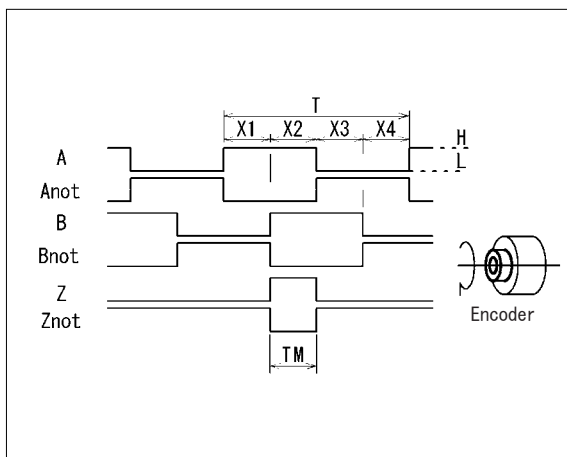 T
X1 X2 X3 X4
H
A
L
Anot
B
Bnot
Z
Znot
Encoder
TM